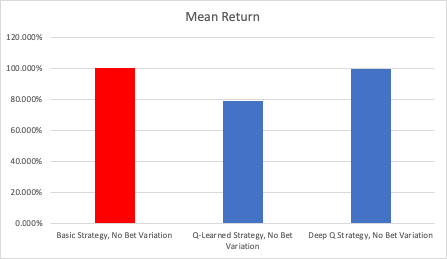 Mean Return
120.000%
100.000%
80.000%
60.000%
40.000%
20.000%
0.000%
Basic Strategy, No Bet Variation
Q-Learned Strategy, No Bet
Variation
Deep Q Strategy, No Bet Variation